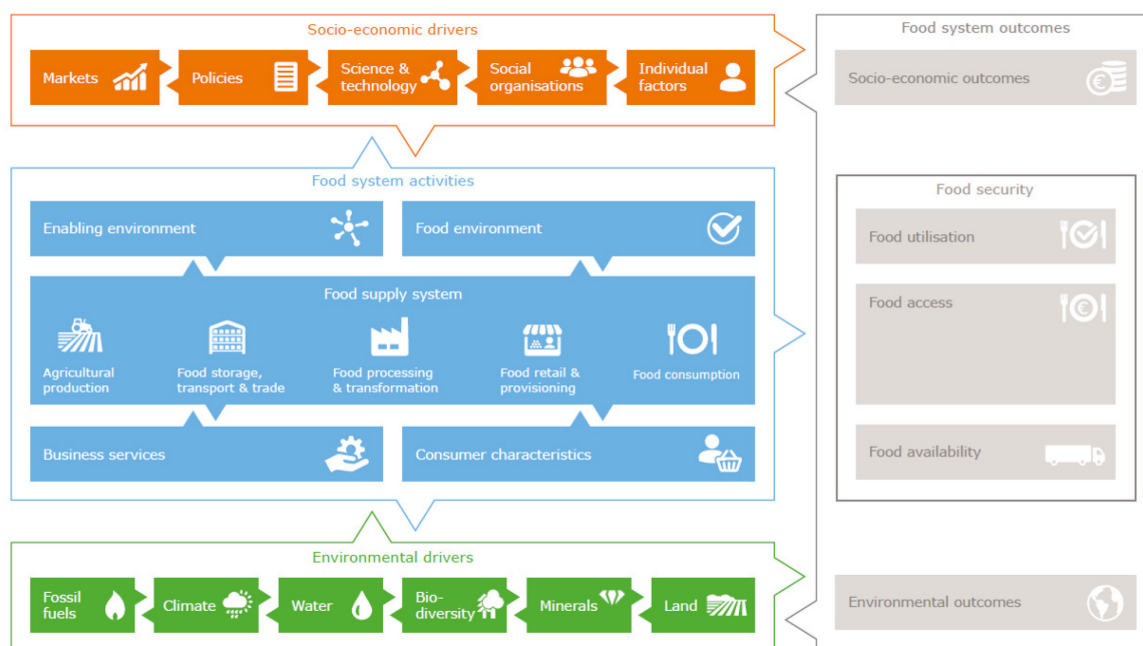 Socio-economic drivers
Markets
Policies
Science &
technology
Social
organisations
Individual
factors
Food system activities
Enabling environment
Food environment
Food supply system
Agricultural
production
Food storage,
transport & trade
Food processing
& transformation
Food retail &
provisioning
Food consumption
Business services
Consumer characteristics
Environmental drivers
Fossil
fuels
Climate
Water
Bio-
diversity
Minerals
Land
Food system outcomes
Socio-economic outcomes
€
Food security
Food utilisation
Food access
€
Food availability
Environmental outcomes